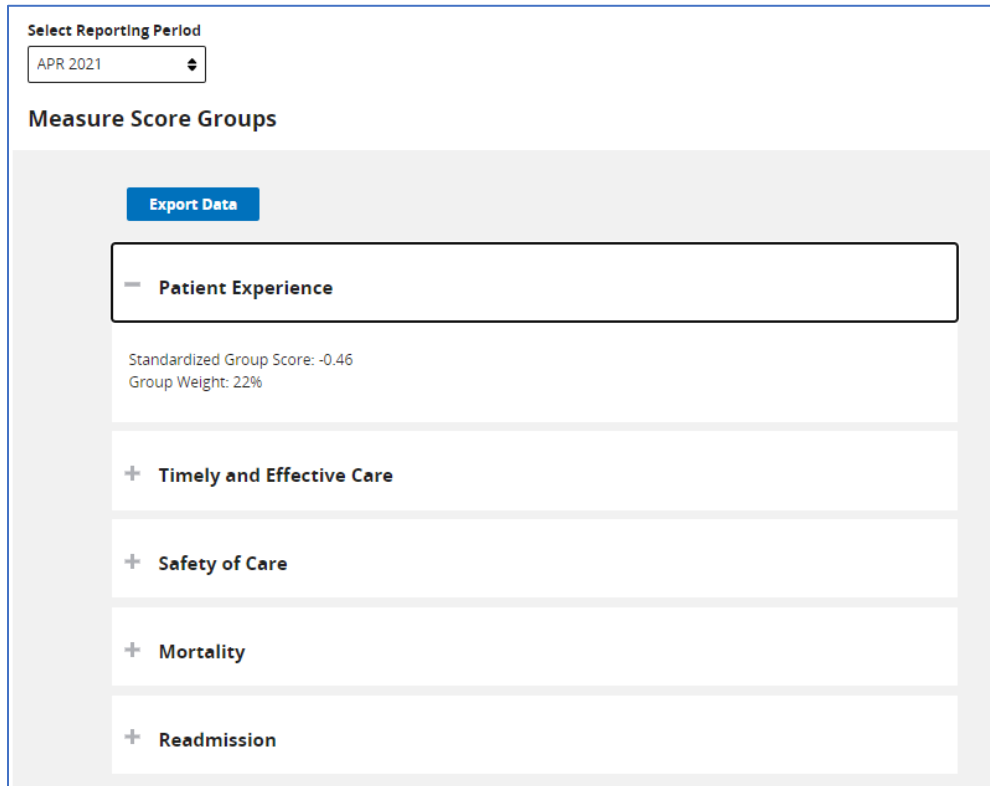 Select Reporting Period
APR 2021
Measure Score Groups
Export Data
Patient Experience
Standardized Group Score: -0.46
Group Weight: 22%
Timely and Effective Care
Safety of Care
Mortality
Readmission